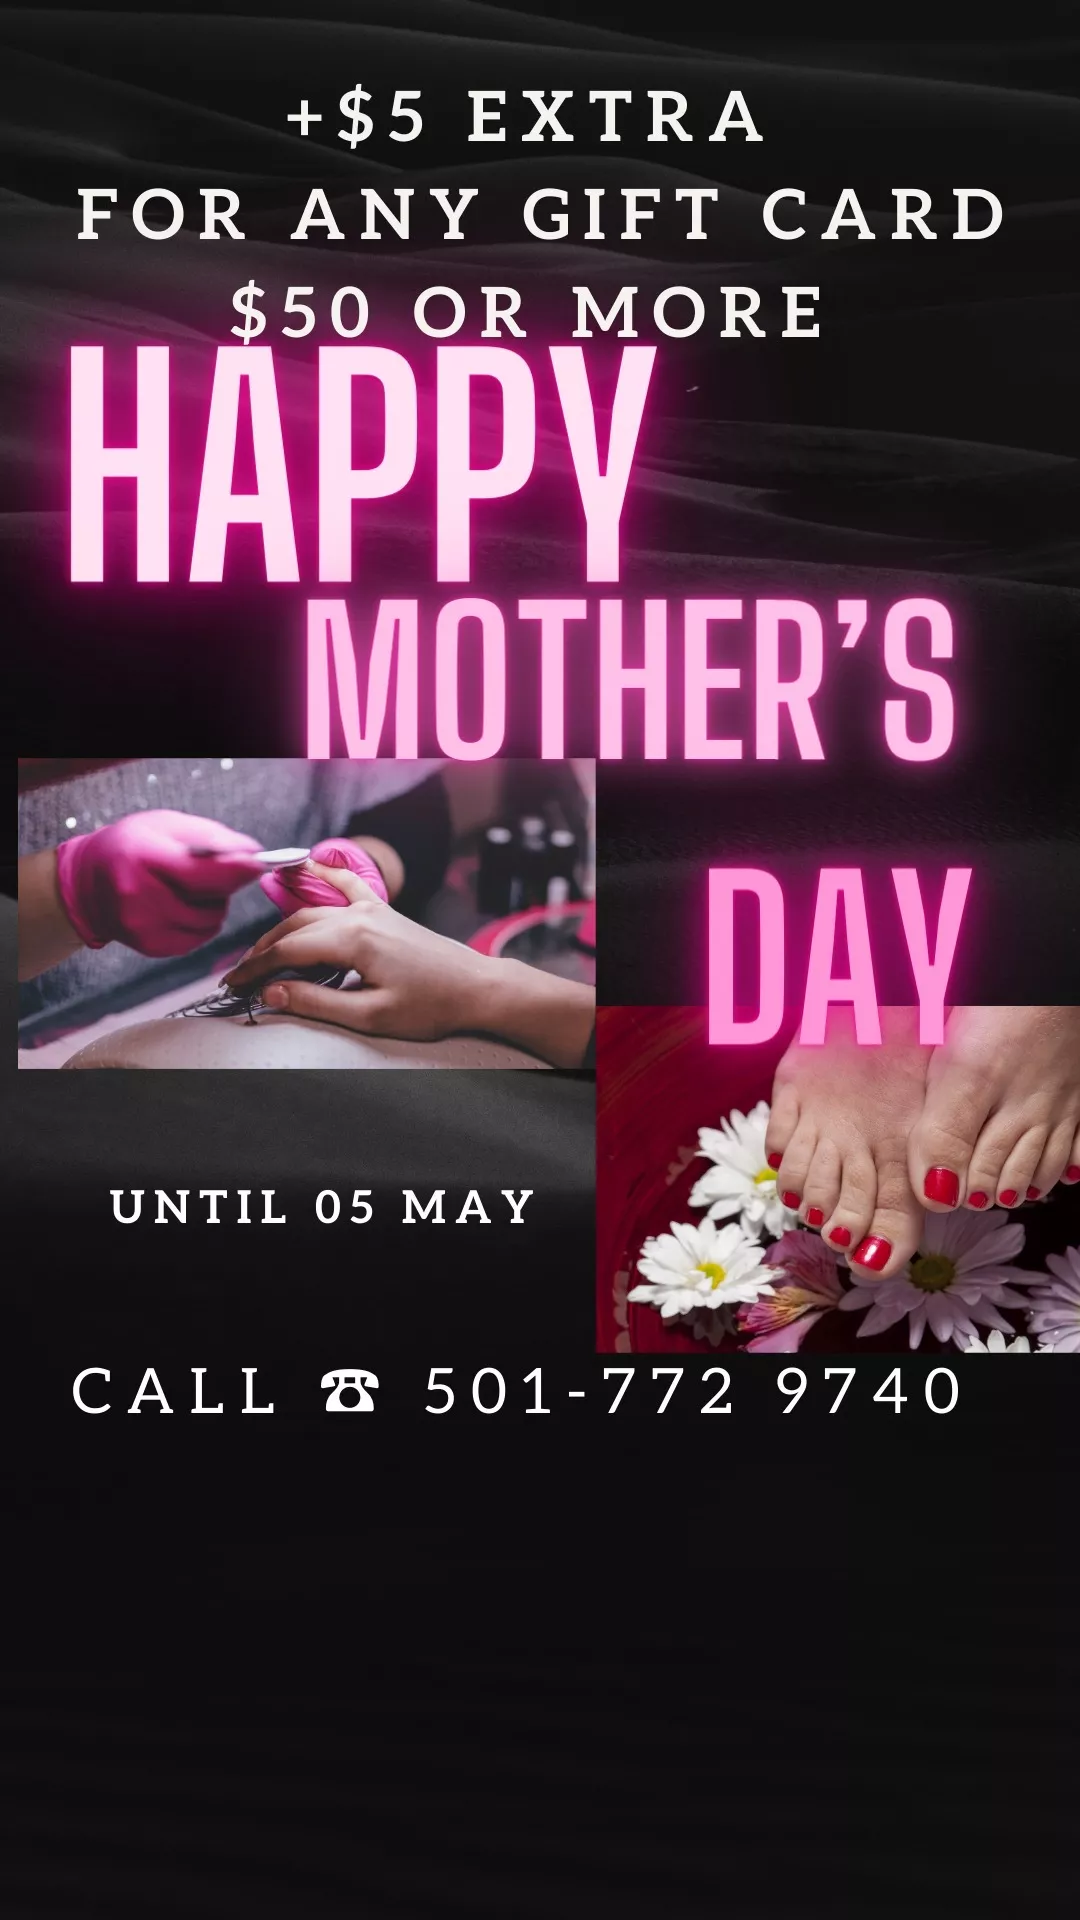 +$5 EXTRA
FOR ANY GIFT CARD
$50 OR MORE
HAPPY
MOTHER’S
DAY
UNTIL 05 MAY
CALL ☎ 501-772 9740